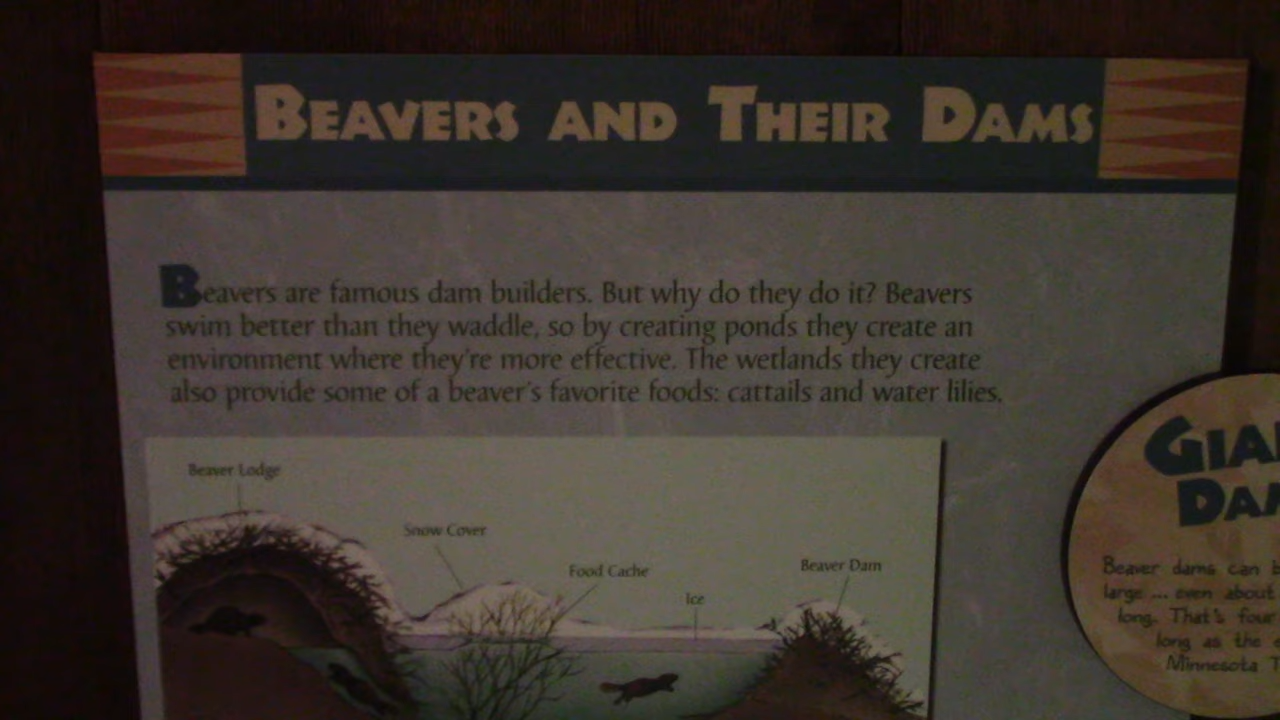 BEAVERS AND THEIR DAMS
Beavers are famous dam builders. But why do they do it? Beavers
swim better than they waddle, so by creating ponds they create an
environment where they're more effective. The wetlands they create
also provide some of a beaver's favorite foods: cattails and water lilies.
Beaver Lodge
Snow Cover
Food Cache
Ice
Beaver Dam
Beaver dams can
large ... even about
long. That's four
long as the
Minnesota